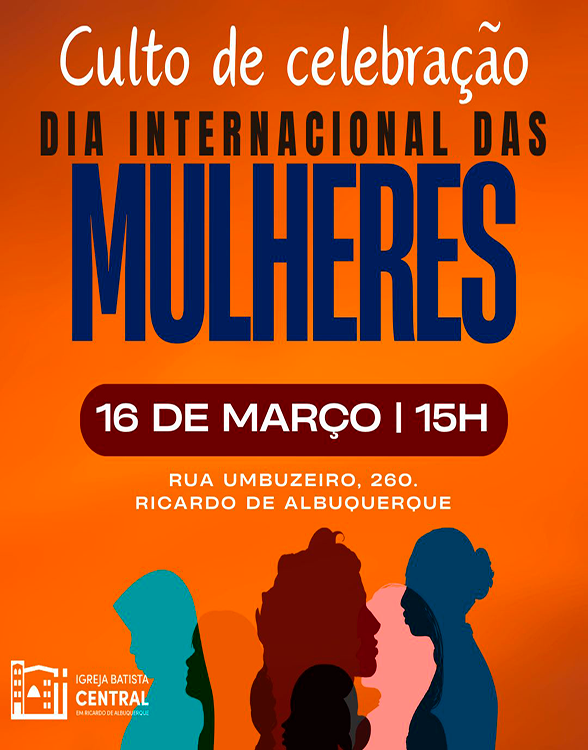 Culto de celebração
DIA INTERNACIONAL DAS
MULHERES
16 DE MARÇO | 15H
RUA UMBUZEIRO, 260.
RICARDO DE ALBUQUERQUE
IGREJA BATISTA
CENTRAL
EM RICARDO DE ALBUQUERQUE